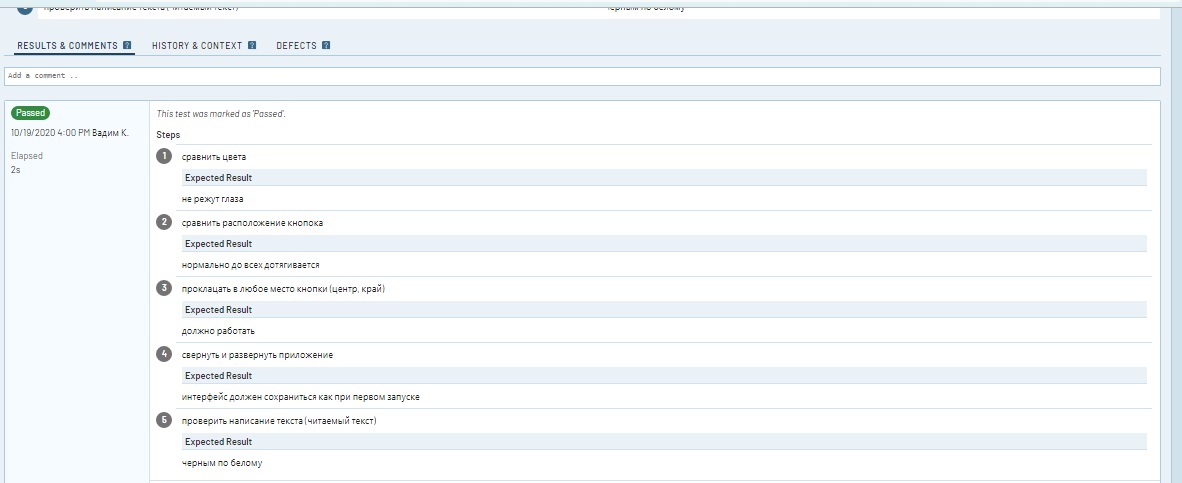 проверить написание текста (читаемый текст) черным по белому
RESULTS & COMMENTS ? HISTORY & CONTEXT ? DEFECTS ?
Add a comment ..
Passed
10/19/2020 4:00 PM Вадим К.
Elapsed
2s
This test was marked as 'Passed'.
Steps
1 сравнить цвета
Expected Result
не режут глаза
2 сравнить расположение кнопока
Expected Result
нормально до всех дотягивается
3 проклацать в любое место кнопки (центр, край)
Expected Result
должно работать
4 свернуть и развернуть приложение
Expected Result
интерфейс должен сохраниться как при первом запуске
5 проверить написание текста (читаемый текст)
Expected Result
черным по белому